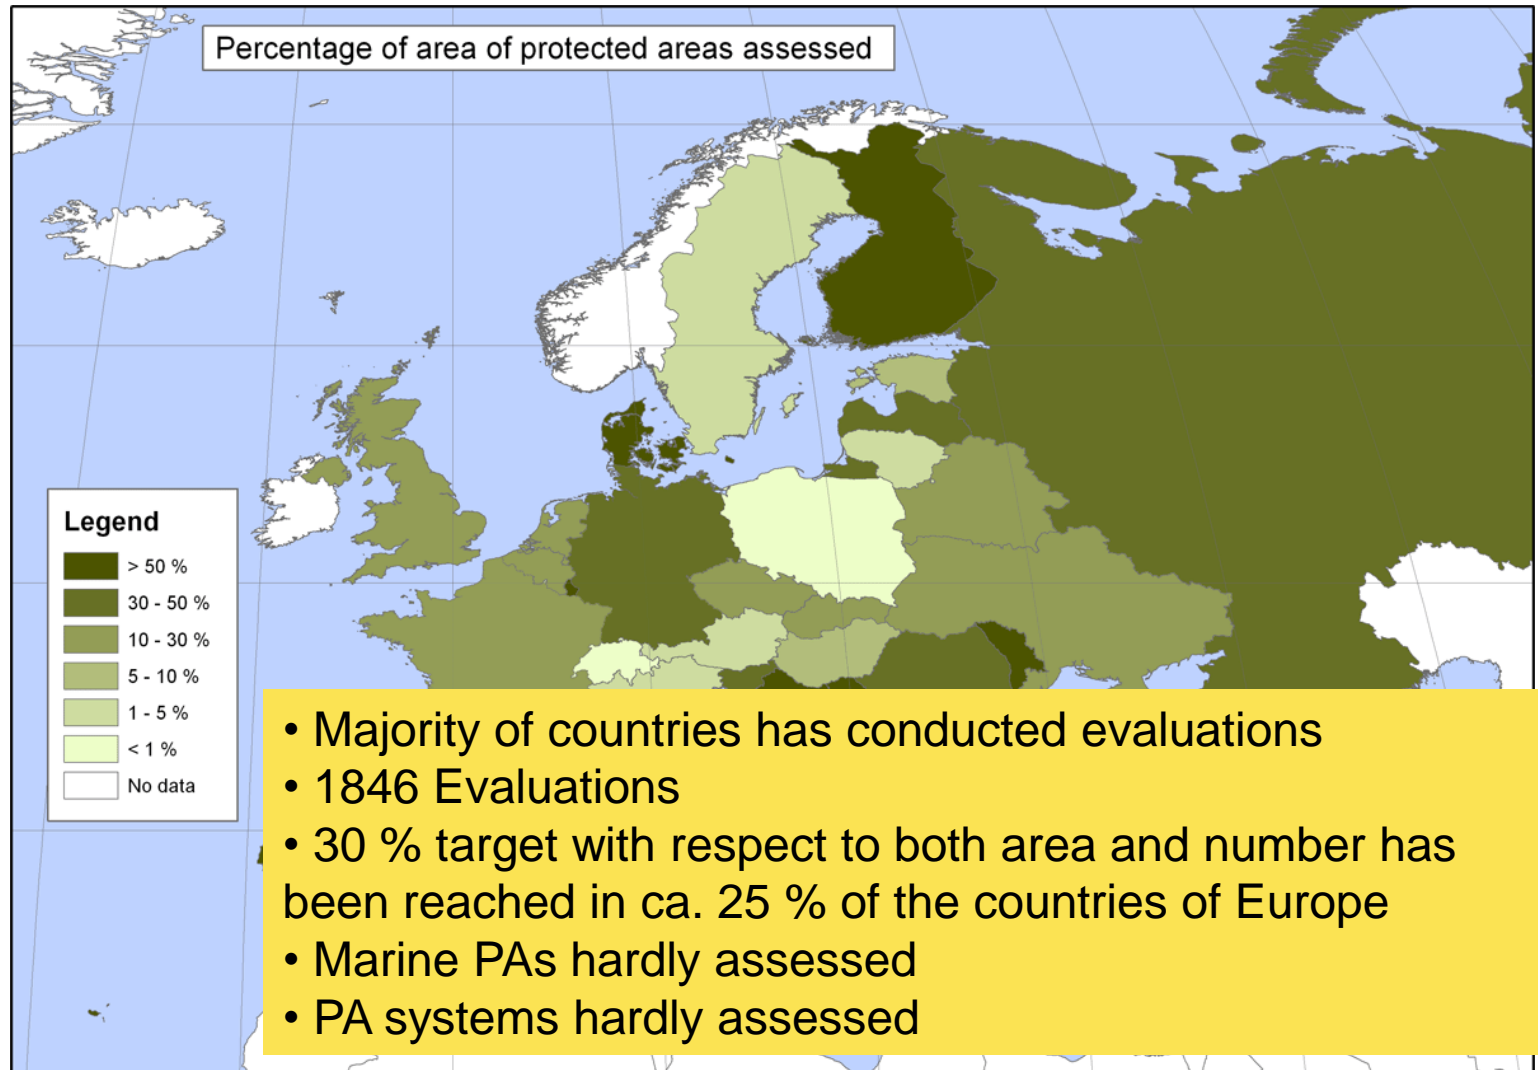 Percentage of area of protected areas assessed
Legend
> 50 %
30 - 50 %
10 - 30 %
5 - 10 %
1 - 5 %
< 1 %
No data
• Majority of countries has conducted evaluations
• 1846 Evaluations
• 30 % target with respect to both area and number has
been reached in ca. 25 % of the countries of Europe
• Marine PAs hardly assessed
• PA systems hardly assessed